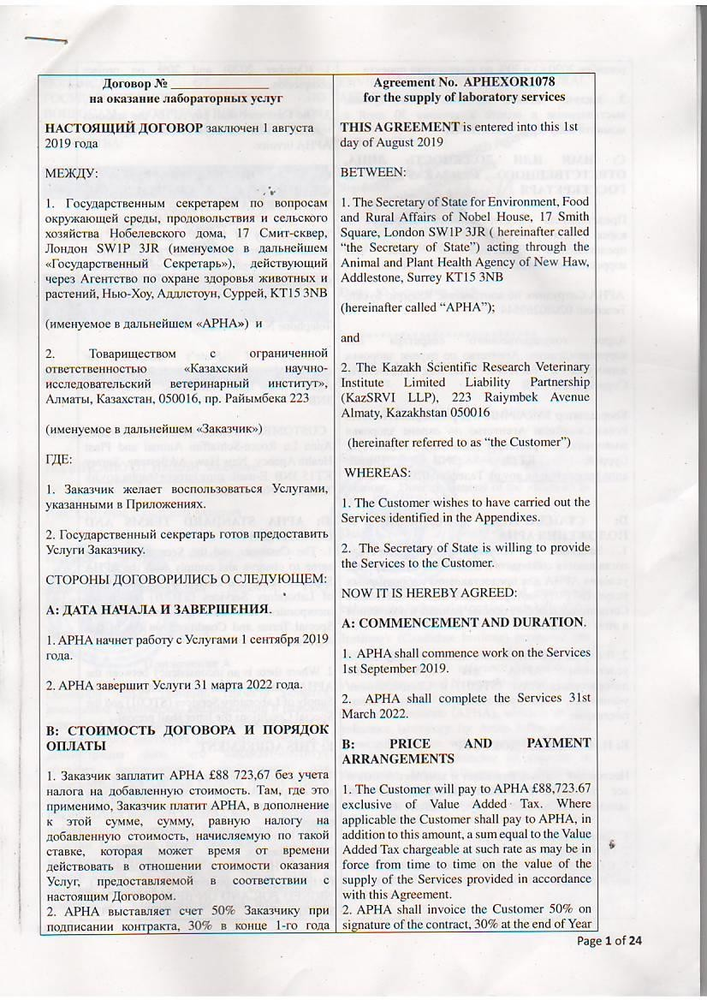 Договор № _______________
на оказание лабораторных услуг
НАСТОЯЩИЙ ДОГОВОР заключен 1 августа
2019 года
МЕЖДУ:
1. Государственным секретарем по вопросам
окружающей среды, продовольствия и сельского
хозяйства Нобелевского дома, 17 Смит-сквер,
Лондон SW1P 3JR (именуемое в дальнейшем
«Государственный Секретарь»), действующий
через Агентство по охране здоровья животных и
растений, Нью-Хоу, Аддлстоун, Суррей, KT15 3NB
(именуемое в дальнейшем «APHA») и
2. Товариществом с ограниченной
ответственностью «Казахский научно-
исследовательский ветеринарный институт»,
Алматы, Казахстан, 050016, пр. Райымбека 223
(именуемое в дальнейшем «Заказчик»)
ГДЕ:
1. Заказчик желает воспользоваться Услугами,
указанными в Приложениях.
2. Государственный секретарь готов предоставить
Услуги Заказчику.
СТОРОНЫ ДОГОВОРИЛИСЬ О СЛЕДУЮЩЕМ:
А: ДАТА НАЧАЛА И ЗАВЕРШЕНИЯ.
1. APHA начнет работу с Услугами 1 сентября 2019
года.
2. APHA завершит Услуги 31 марта 2022 года.
В: СТОИМОСТЬ ДОГОВОРА И ПОРЯДОК
ОПЛАТЫ
1. Заказчик заплатит APHA £88 723,67 без учета
налога на добавленную стоимость. Там, где это
применимо, Заказчик платит APHA, в дополнение
к этой сумме, сумму, равную налогу на
добавленную стоимость, начисляемую по такой
ставке, которая может время от времени
действовать в отношении стоимости оказания
Услуг, предоставляемой в соответствии с
настоящим Договором.
2. APHA выставляет счет 50% Заказчику при
подписании контракта, 30% в конце 1-го года
Agreement No. APHEXOR1078
for the supply of laboratory services
THIS AGREEMENT is entered into this 1st
day of August 2019
BETWEEN:
1. The Secretary of State for Environment, Food
and Rural Affairs of Nobel House, 17 Smith
Square, London SW1P 3JR ( hereinafter called
“the Secretary of State”) acting through the
Animal and Plant Health Agency of New Haw,
Addlestone, Surrey KT15 3NB
(hereinafter called “APHA”);
and
2. The Kazakh Scientific Research Veterinary
Institute Limited Liability Partnership
(KazSRVI LLP), 223 Raiymbek Avenue
Almaty, Kazakhstan 050016
(hereinafter referred to as “the Customer”)
WHEREAS:
1. The Customer wishes to have carried out the
Services identified in the Appendixes.
2. The Secretary of State is willing to provide
the Services to the Customer.
NOW IT IS HEREBY AGREED:
A: COMMENCEMENT AND DURATION.
1. APHA shall commence work on the Services
1st September 2019.
2. APHA shall complete the Services 31st
March 2022.
B: PRICE AND PAYMENT
ARRANGEMENTS
1. The Customer will pay to APHA £88,723.67
exclusive of Value Added Tax. Where
applicable the Customer shall pay to APHA, in
addition to this amount, a sum equal to the Value
Added Tax chargeable at such rate as may be in
force from time to time on the value of the
supply of the Services provided in accordance
with this Agreement.
2. APHA shall invoice the Customer 50% on
signature of the contract, 30% at the end of Year
Page 1 of 24